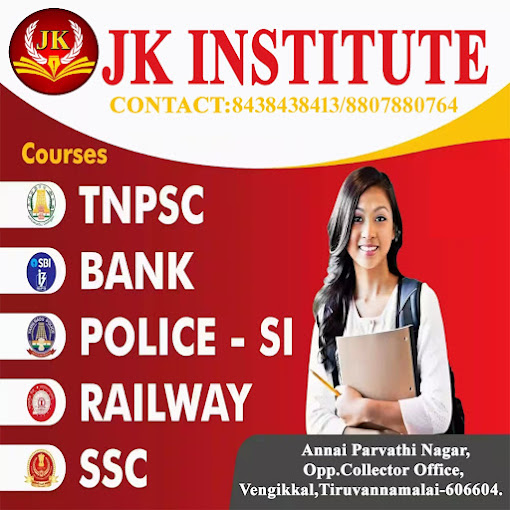 JK
JK INSTITUTE
CONTACT:8438438413/8807880764
Courses
TNPSC
SBI
BANK
POLICE - SI
RAILWAY
SSC
Annai Parvathi Nagar,
Opp.Collector Office,
Vengikkal,Tiruvannamalai-606604.